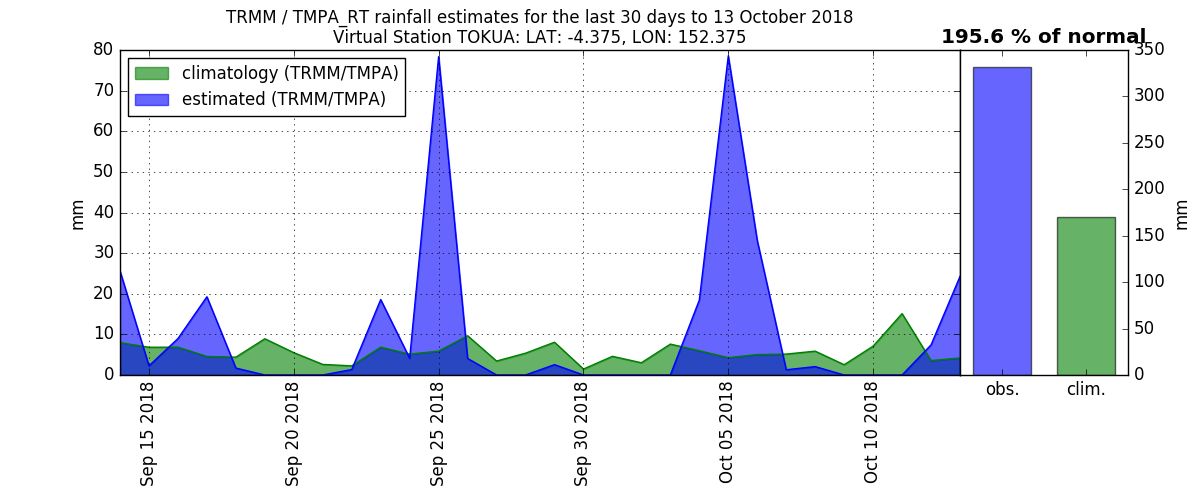 TRMM / TMPA_RT rainfall estimates for the last 30 days to 13 October 2018
Virtual Station TOKUA: LAT: -4.375, LON: 152.375
195.6 % of normal
climatology (TRMM/TMPA)
estimated (TRMM/TMPA)
mm
80
70
60
50
40
30
20
10
0
Sep 15 2018
Sep 20 2018
Sep 25 2018
Sep 30 2018
Oct 05 2018
Oct 10 2018
obs.
clim.
350
300
250
200
150
100
50
0
mm